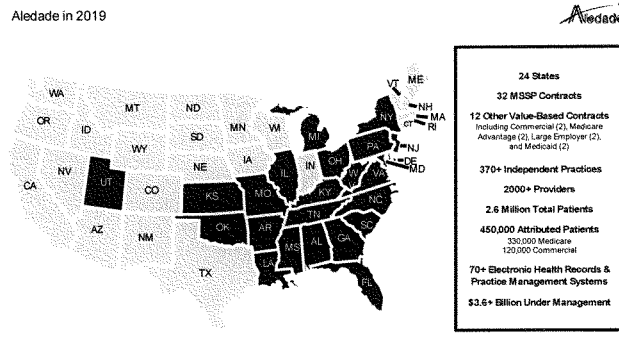 Aledade in 2019
Aledade
WA
OR
CA
NV
ID
MT
WY
UT
AZ
CO
NM
ND
SD
NE
KS
OK
TX
MN
IA
MO
AR
LA
WI
IL
MS
MI
IN
KY
TN
AL
OH
GA
FL
SC
NC
VA
W
PA
NY
VT
ME
NH
MA
RI
CT
NJ
DE
MD
24 States
32 MSSP Contracts
12 Other Value-Based Contracts
Including Commercial (2), Medicare
Advantage (2), Large Employer (2),
and Medicaid (2)
370+ Independent Practices
2000+ Providers
2.6 Million Total Patients
450,000 Attributed Patients
330,000 Medicare
120,000 Commercial
70+ Electronic Health Records &
Practice Management Systems
$3.6+ Billion Under Management